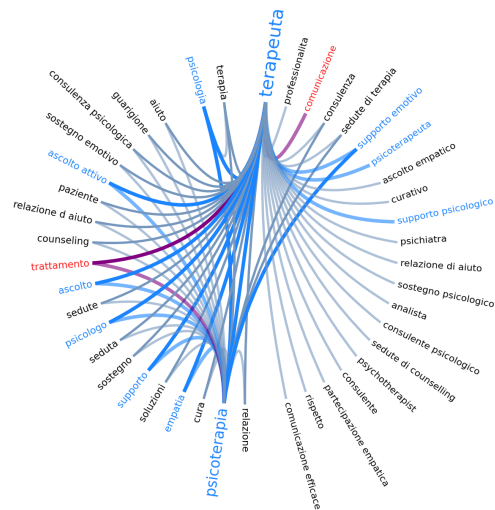 terapeuta
professionalita
comunicazione
consulenza
sedute di terapia
supporto emotivo
psicoterapeuta
ascolto empatico
curativo
supporto psicologico
psichiatra
relazione di aiuto
sostegno psicologico
analista
consulente psicologico
sedute di counselling
psychotherapist
consulente
partecipazione empatica
rispetto
comunicazione efficace
relazione
psicoterapia
cura
empatia
soluzioni
supporto
sostegno
seduta
psicologo
sedute
ascolto
trattamento
counseling
relazione d aiuto
paziente
ascolto attivo
sostegno emotivo
consulenza psicologica
guarigione
aiuto
psicologia
terapia